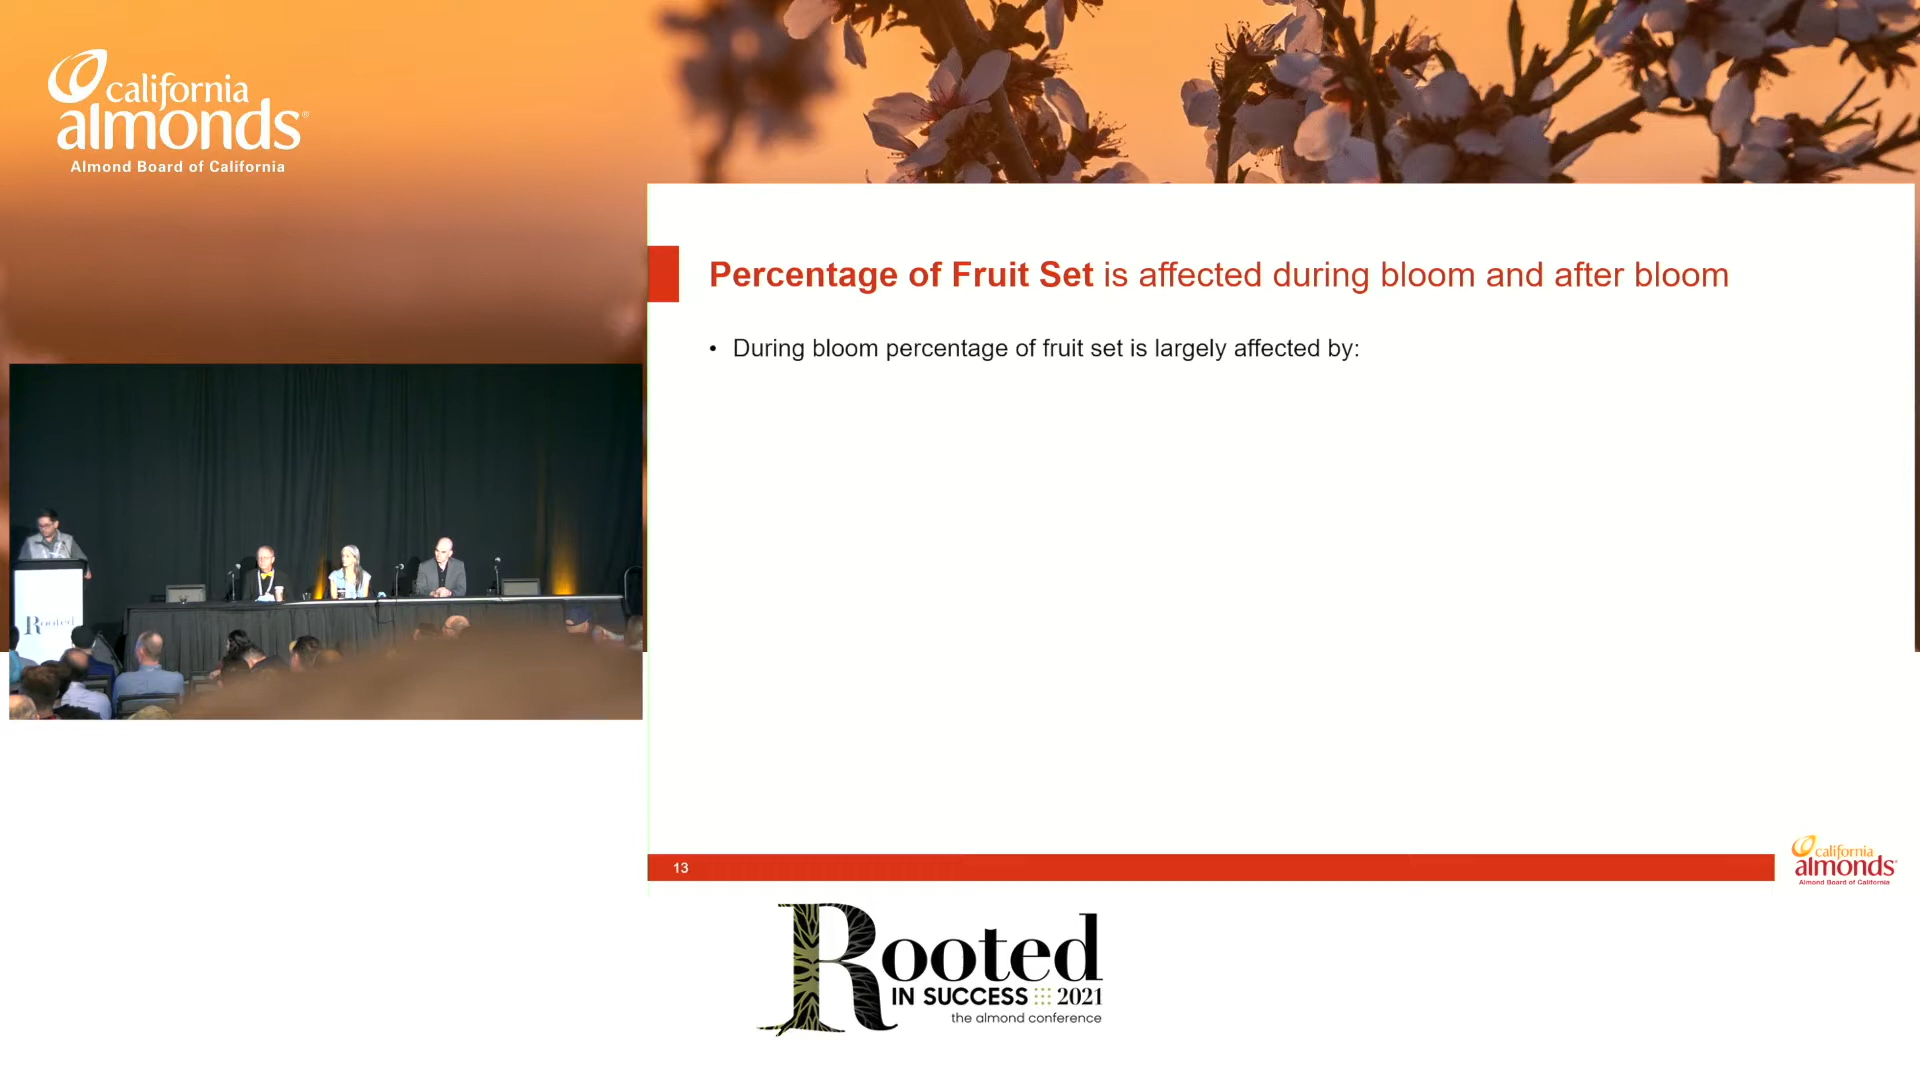 california
almonds®
Almond Board of California
Percentage of Fruit Set is affected during bloom and after bloom
• During bloom percentage of fruit set is largely affected by:
Rooted
13
california
almonds®
Almond Board of California
Rooted
IN SUCCESS 2021
the almond conference